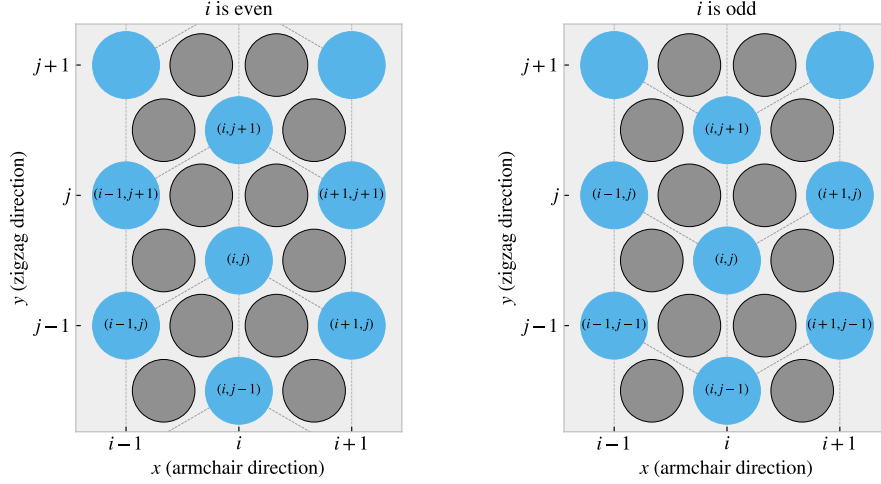 i is even
j + 1
(i, j + 1)
(i − 1, j + 1)
(i + 1, j + 1)
j
(i, j)
(i − 1, j)
(i + 1, j)
j − 1
(i, j − 1)
i − 1
i
i + 1
x (armchair direction)
y (zigzag direction)
i is odd
j + 1
(i, j + 1)
(i − 1, j)
(i + 1, j)
j
(i, j)
(i − 1, j − 1)
(i + 1, j − 1)
j − 1
(i, j − 1)
i − 1
i
i + 1
x (armchair direction)
y (zigzag direction)